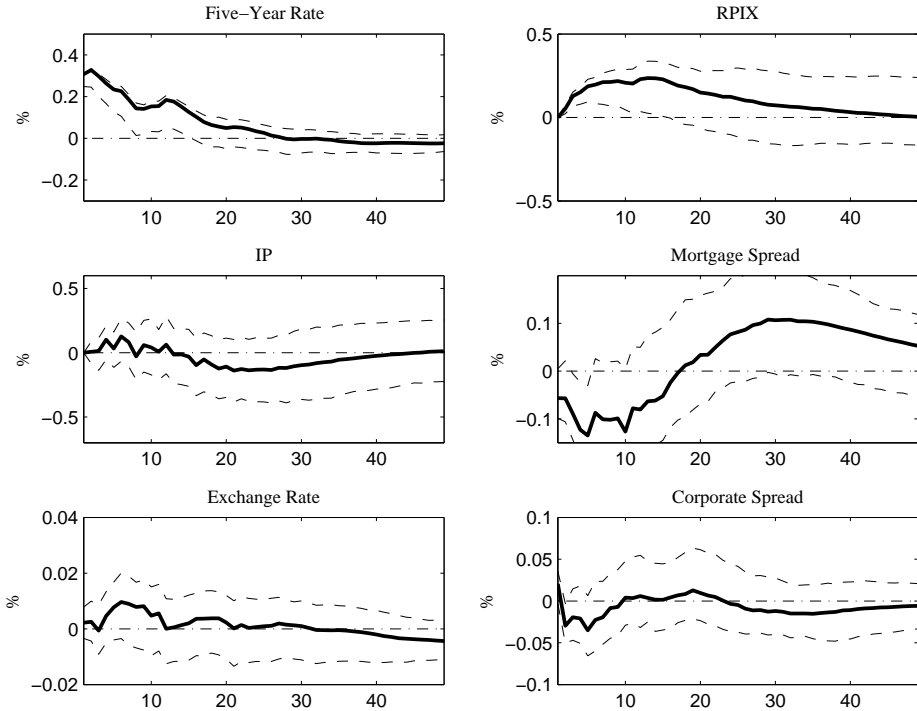 Five−Year Rate
0.4
0.2
0
−0.2
%
10 20 30 40
RPIX
0.5
0
−0.5
%
10 20 30 40
IP
0.5
0
−0.5
%
10 20 30 40
Mortgage Spread
0.1
0
−0.1
%
10 20 30 40
Exchange Rate
0.04
0.02
0
−0.02
%
10 20 30 40
Corporate Spread
0.1
0.05
0
−0.05
−0.1
%
10 20 30 40